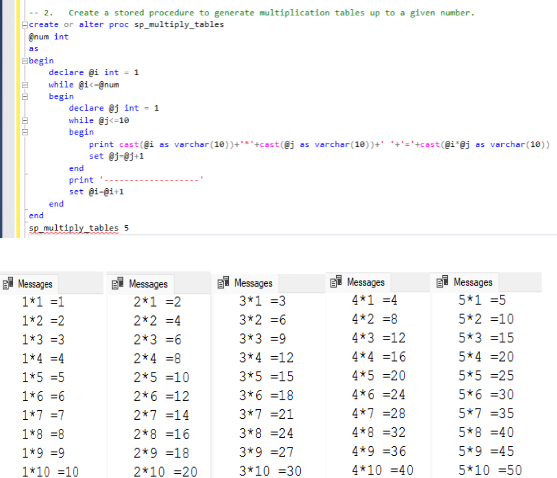 -- 2. Create a stored procedure to generate multiplication tables up to a given number.
create or alter proc sp_multiply_tables
@num int
as
begin
declare @i int = 1
while @i<=@num
begin
declare @j int = 1
while @j<=10
begin
print cast(@i as varchar(10))+'*'+cast(@j as varchar(10))+' '+'='+cast(@i*@j as varchar(10))
set @j=@j+1
end
print '-------------------'
set @i=@i+1
end
end
sp_multiply_tables 5
Messages
1*1 =1
1*2 =2
1*3 =3
1*4 =4
1*5 =5
1*6 =6
1*7 =7
1*8 =8
1*9 =9
1*10 =10
Messages
2*1 =2
2*2 =4
2*3 =6
2*4 =8
2*5 =10
2*6 =12
2*7 =14
2*8 =16
2*9 =18
2*10 =20
Messages
3*1 =3
3*2 =6
3*3 =9
3*4 =12
3*5 =15
3*6 =18
3*7 =21
3*8 =24
3*9 =27
3*10 =30
Messages
4*1 =4
4*2 =8
4*3 =12
4*4 =16
4*5 =20
4*6 =24
4*7 =28
4*8 =32
4*9 =36
4*10 =40
Messages
5*1 =5
5*2 =10
5*3 =15
5*4 =20
5*5 =25
5*6 =30
5*7 =35
5*8 =40
5*9 =45
5*10 =50